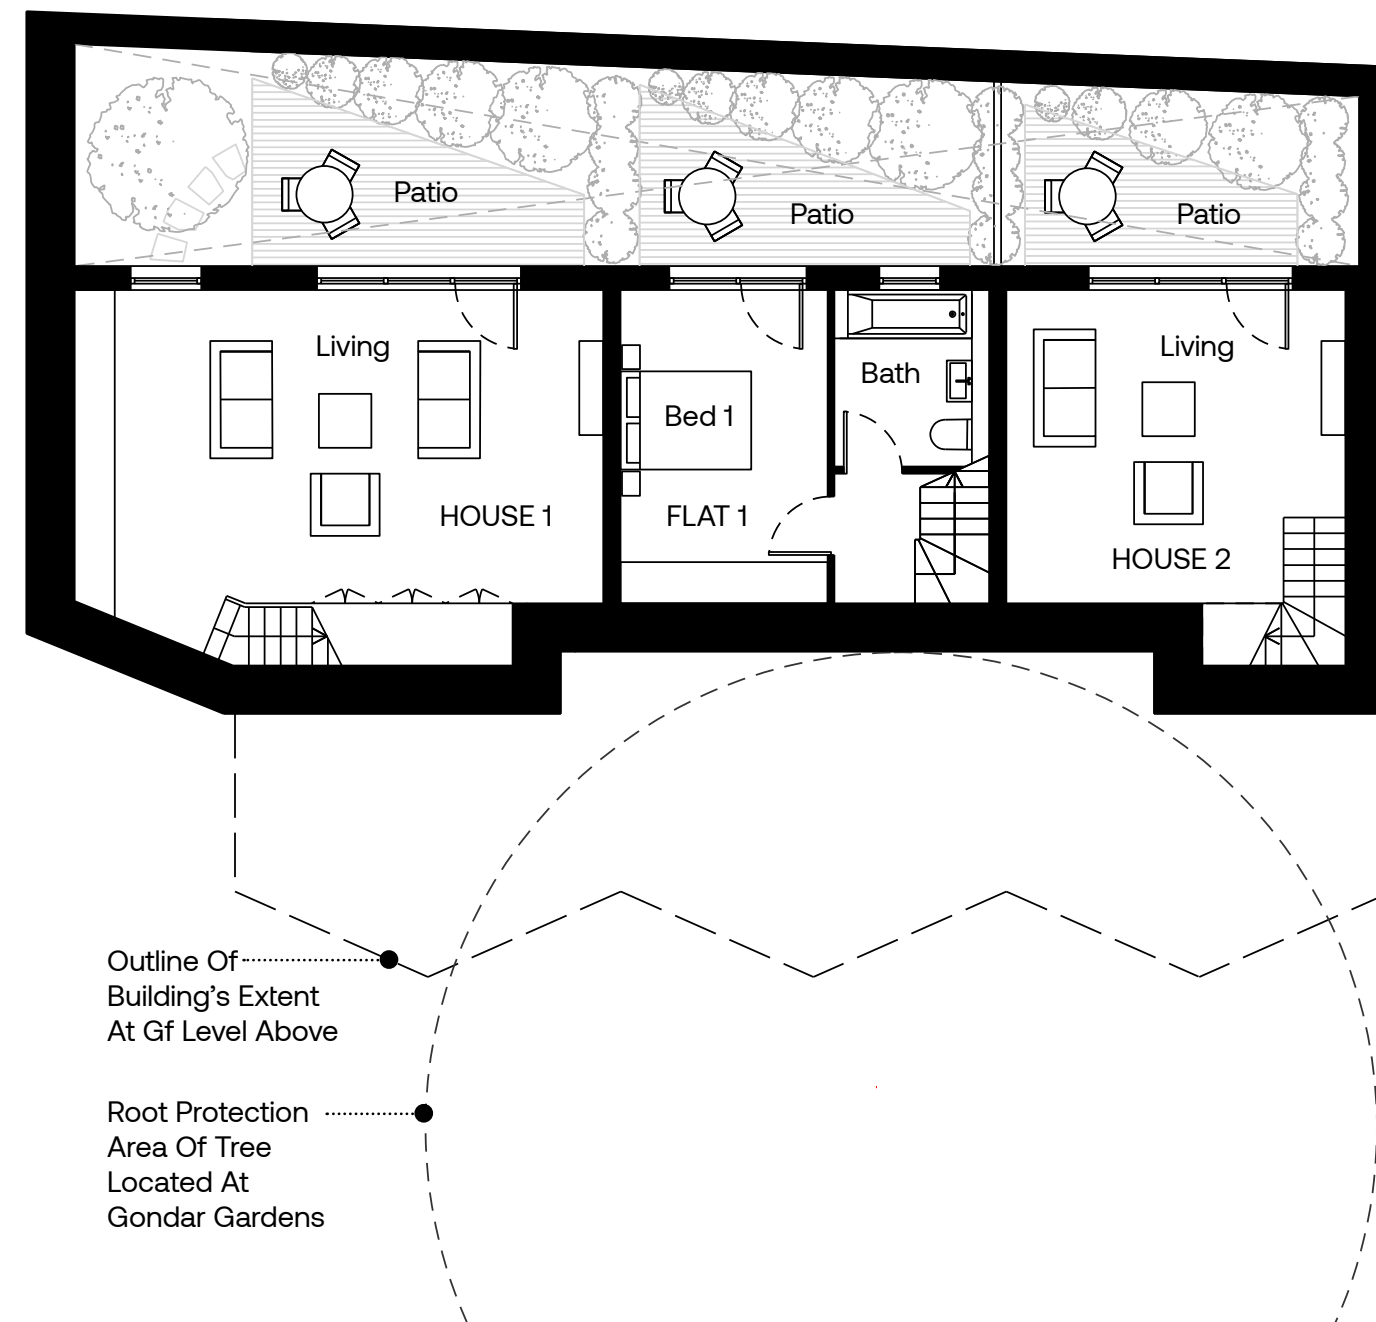 Patio
Patio
Patio
Living
Living
Bath
Bed 1
HOUSE 1
FLAT 1
HOUSE 2
Outline Of
Building’s Extent
At Gf Level Above
Root Protection
Area Of Tree
Located At
Gondar Gardens